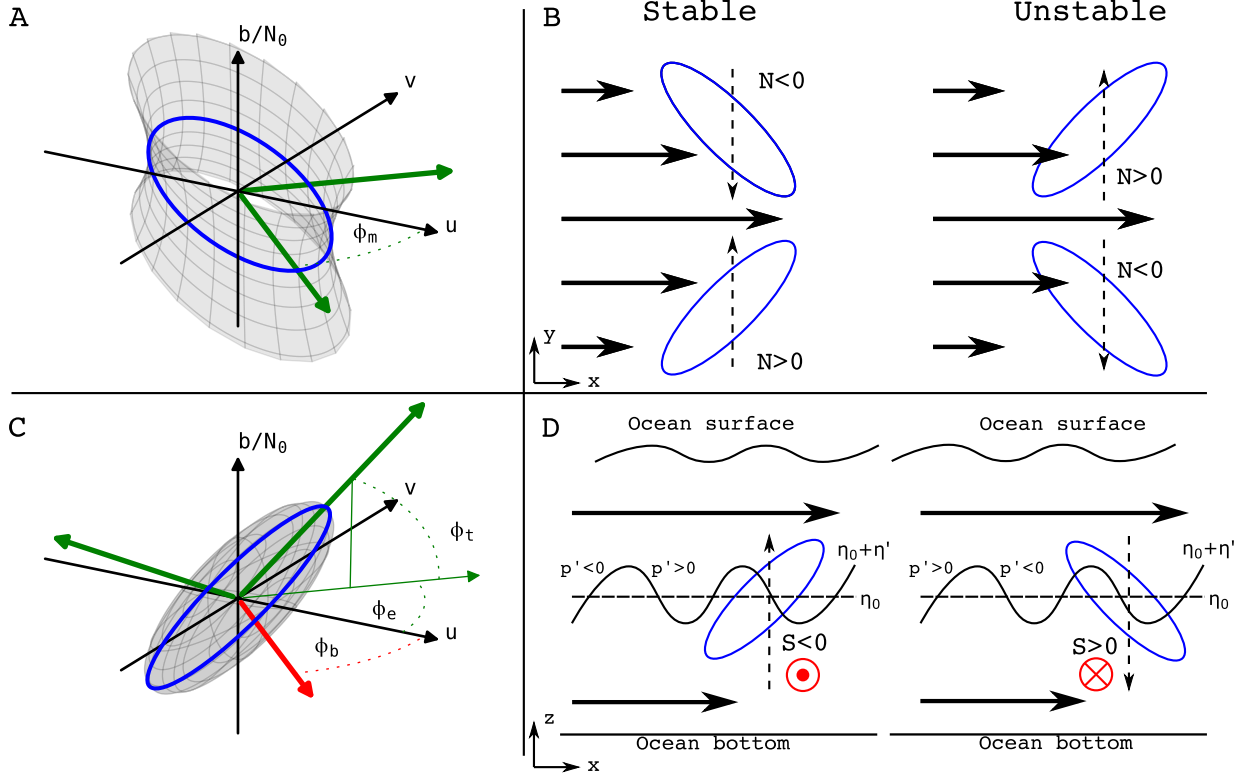 A
b/N₀
v
u
ϕₘ
B
Stable
Unstable
N<0
N>0
N>0
N<0
y
x
C
b/N₀
v
ϕₜ
ϕₑ
u
ϕ_b
D
Ocean surface
Ocean surface
p'<0
p'>0
η₀+η'
η₀
S<0
p'>0
p'<0
η₀+η'
η₀
S>0
z
x
Ocean bottom
Ocean bottom